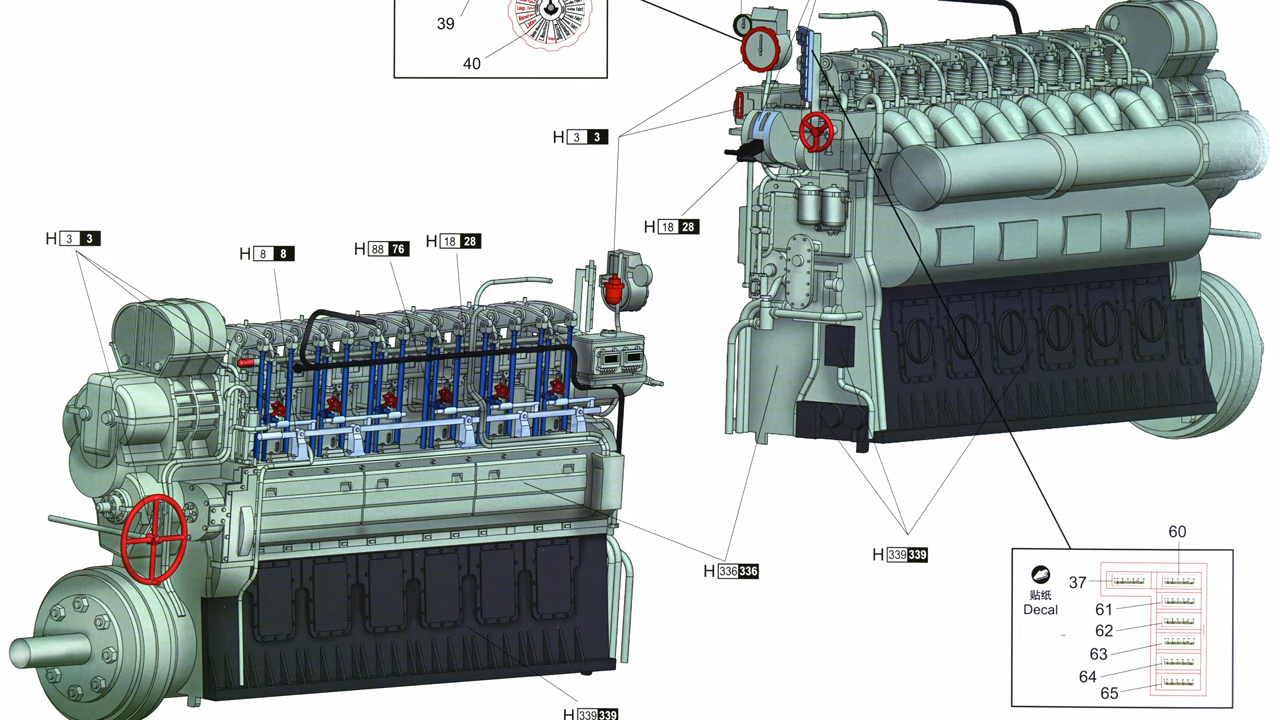 39
40
H 3 3
H 18 28
H 3 3
H 8 8
H 88 76
H 18 28
H 336 336
H 339 339
60
贴纸
Decal
37
61
62
63
64
65
H 339 339